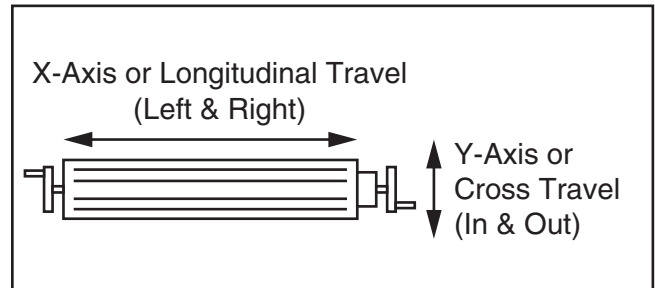 X-Axis or Longitudinal Travel
(Left & Right)
Y-Axis or
Cross Travel
(In & Out)